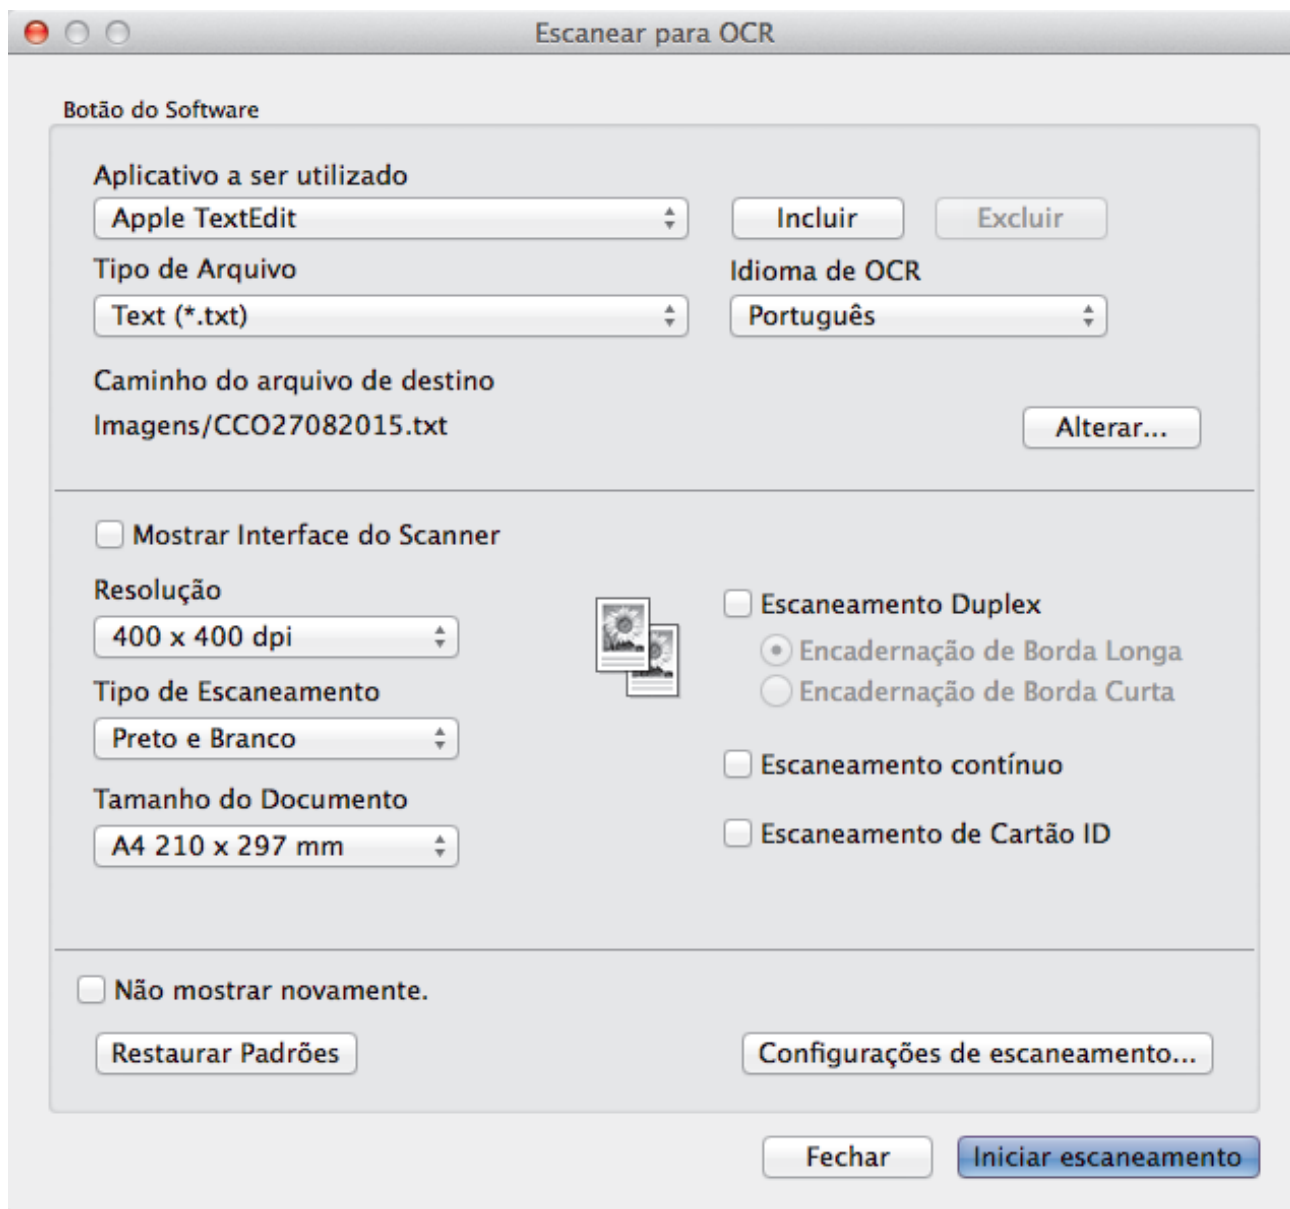 Escanear para OCR
Botão do Software
Aplicativo a ser utilizado
Apple TextEdit
Incluir
Excluir
Tipo de Arquivo
Idioma de OCR
Text (*.txt)
Português
Caminho do arquivo de destino
Imagens/CCO27082015.txt
Alterar...
Mostrar Interface do Scanner
Resolução
400 x 400 dpi
Tipo de Escaneamento
Preto e Branco
Tamanho do Documento
A4 210 x 297 mm
Escaneamento Duplex
Encadernação de Borda Longa
Encadernação de Borda Curta
Escaneamento contínuo
Escaneamento de Cartão ID
Não mostrar novamente.
Restaurar Padrões
Configurações de escaneamento...
Fechar
Iniciar escaneamento